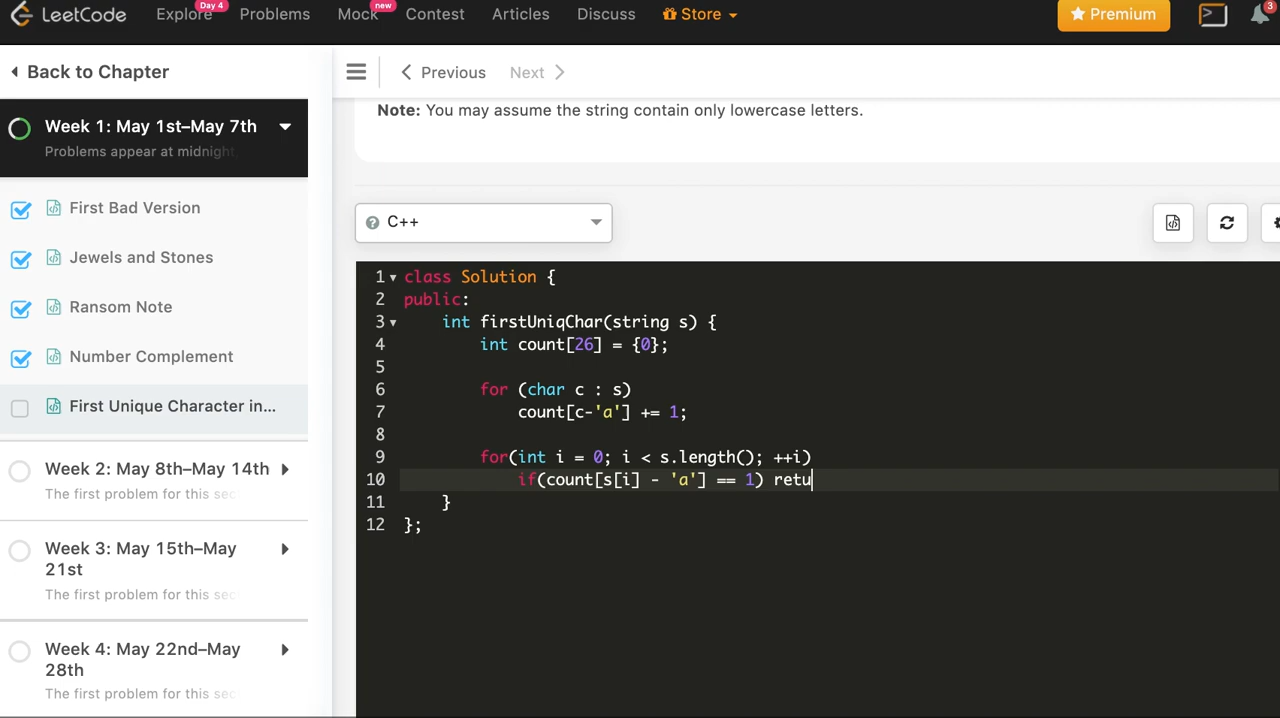 LeetCode
Explore
Day 4
Problems
Mock
new
Contest
Articles
Discuss
Store
Premium
3
Back to Chapter
Previous
Next
Week 1: May 1st–May 7th
Problems appear at midnight
First Bad Version
Jewels and Stones
Ransom Note
Number Complement
First Unique Character in...
Week 2: May 8th–May 14th
The first problem for this sec
Week 3: May 15th–May
21st
The first problem for this sec
Week 4: May 22nd–May
28th
The first problem for this sec
Note: You may assume the string contain only lowercase letters.
C++
1 class Solution {
2 public:
3     int firstUniqChar(string s) {
4         int count[26] = {0};
5
6         for (char c : s)
7             count[c-'a'] += 1;
8
9         for(int i = 0; i < s.length(); ++i)
10             if(count[s[i] - 'a'] == 1) retu
11     }
12 };